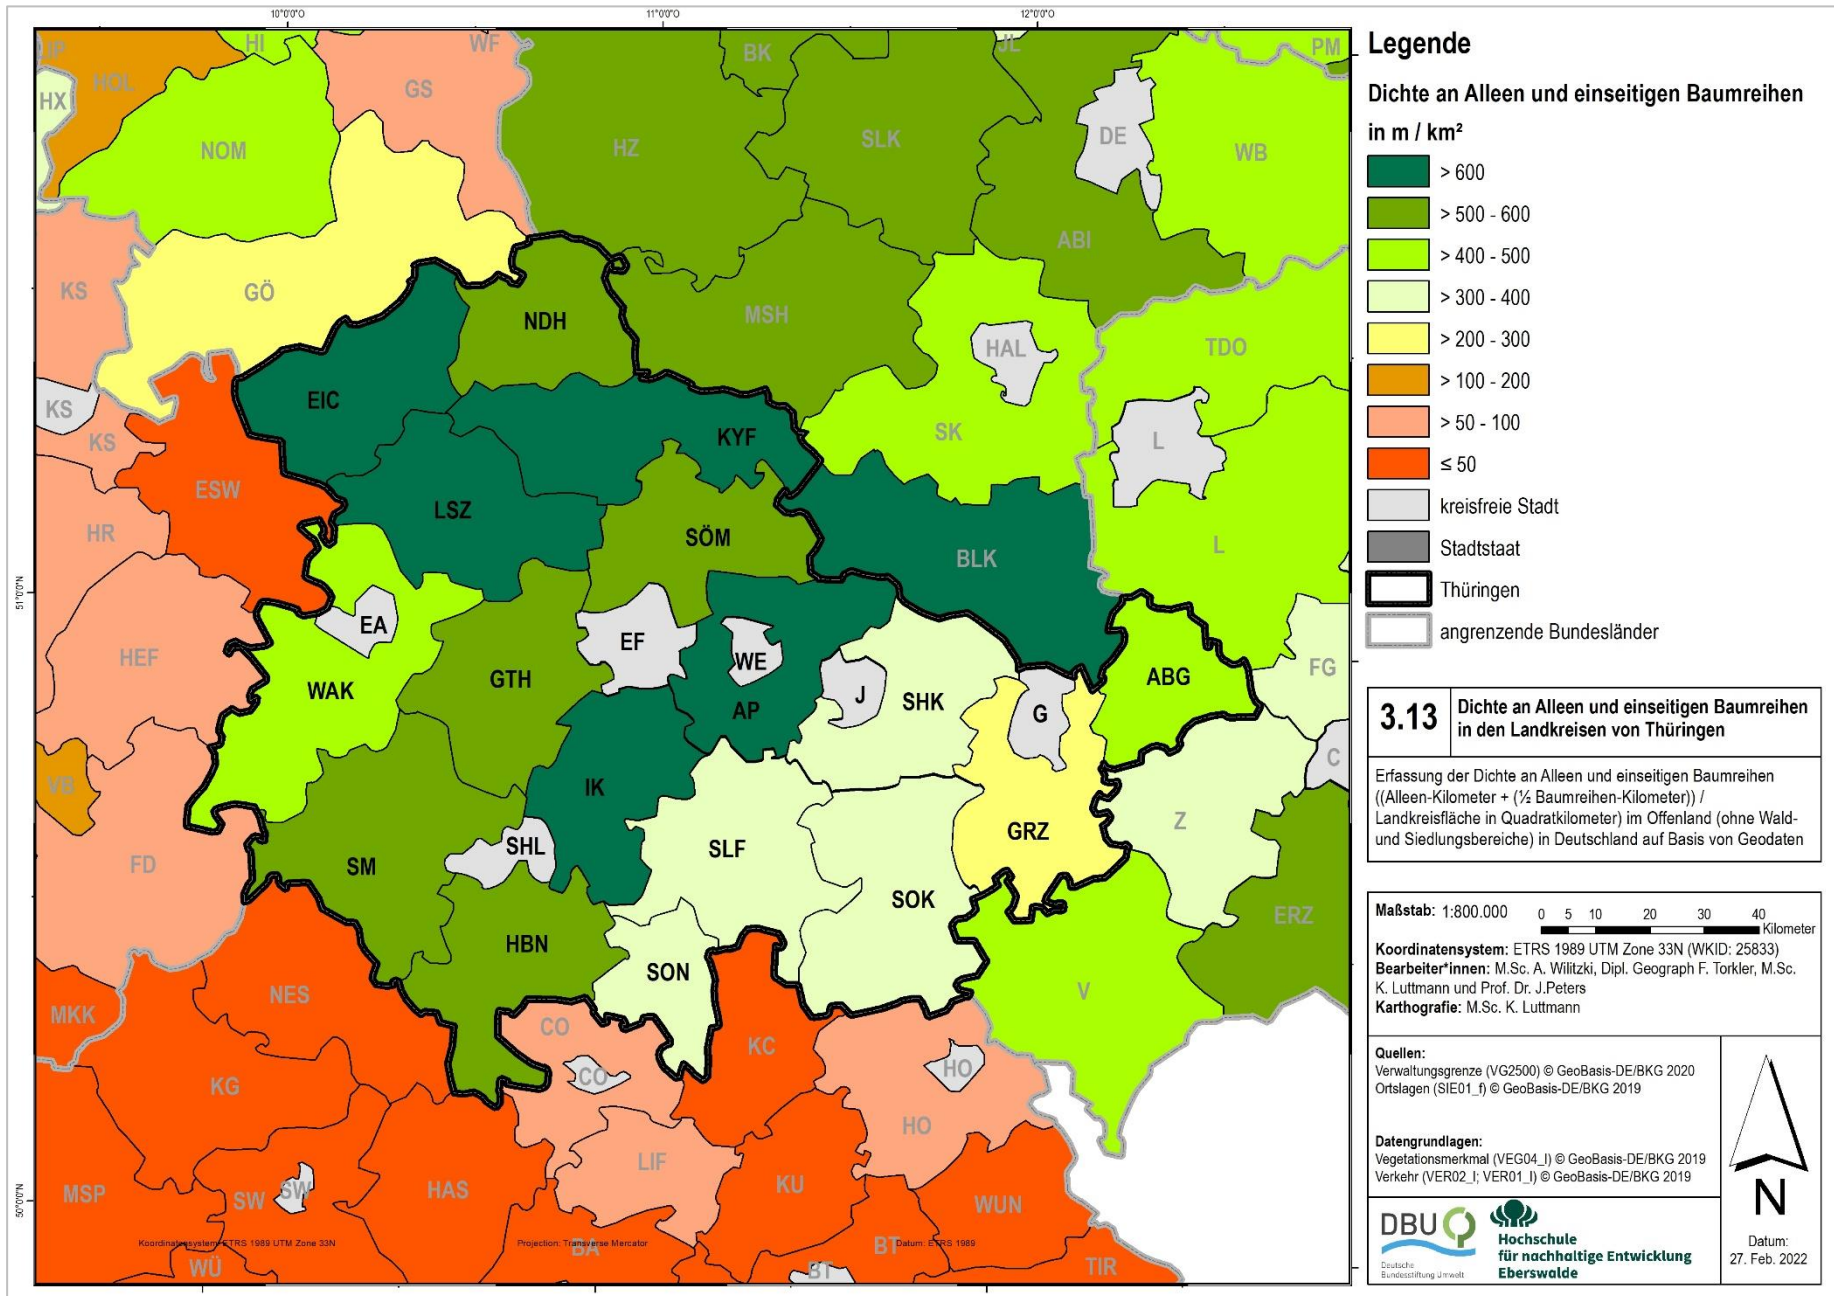 10°0'0"O
11°0'0"O
12°0'0"O
51°0'0"N
50°0'0"N
LIP
HOL
HI
WF
BK
JL
PM
HX
GS
DE
NOM
HZ
SLK
WB
ABI
KS
GÖ
NDH
MSH
HAL
TDO
KS
EIC
KYF
SK
L
KS
ESW
LSZ
SÖM
HR
BLK
L
EA
EF
WE
HEF
WAK
GTH
AP
J
SHK
G
ABG
FG
VB
IK
C
FD
SM
SHL
SLF
GRZ
Z
SOK
ERZ
HBN
SON
NES
MKK
V
CO
KC
CO
HO
KG
HO
LIF
MSP
SW
SW
HAS
KU
WUN
BA
BT
WÜ
BT
TIR
Koordinatensystem: ETRS 1989 UTM Zone 33N
Projection: Transverse Mercator
Datum: ETRS 1989
Legende
Dichte an Alleen und einseitigen Baumreihen
in m / km²
> 600
> 500 - 600
> 400 - 500
> 300 - 400
> 200 - 300
> 100 - 200
> 50 - 100
≤ 50
kreisfreie Stadt
Stadtstaat
Thüringen
angrenzende Bundesländer
3.13
Dichte an Alleen und einseitigen Baumreihen
in den Landkreisen von Thüringen
Erfassung der Dichte an Alleen und einseitigen Baumreihen
((Alleen-Kilometer + (½ Baumreihen-Kilometer)) /
Landkreisfläche in Quadratkilometer) im Offenland (ohne Wald-
und Siedlungsbereiche) in Deutschland auf Basis von Geodaten
Maßstab: 1:800.000
0 5 10 20 30 40
Kilometer
Koordinatensystem: ETRS 1989 UTM Zone 33N (WKID: 25833)
Bearbeiter*innen: M.Sc. A. Wilitzki, Dipl. Geograph F. Torkler, M.Sc.
K. Luttmann und Prof. Dr. J.Peters
Karthografie: M.Sc. K. Luttmann
Quellen:
Verwaltungsgrenze (VG2500) © GeoBasis-DE/BKG 2020
Ortslagen (SIE01_f) © GeoBasis-DE/BKG 2019
Datengrundlagen:
Vegetationsmerkmal (VEG04_l) © GeoBasis-DE/BKG 2019
Verkehr (VER02_l; VER01_l) © GeoBasis-DE/BKG 2019
DBU
Deutsche
Bundesstiftung Umwelt
Hochschule
für nachhaltige Entwicklung
Eberswalde
N
Datum:
27. Feb. 2022